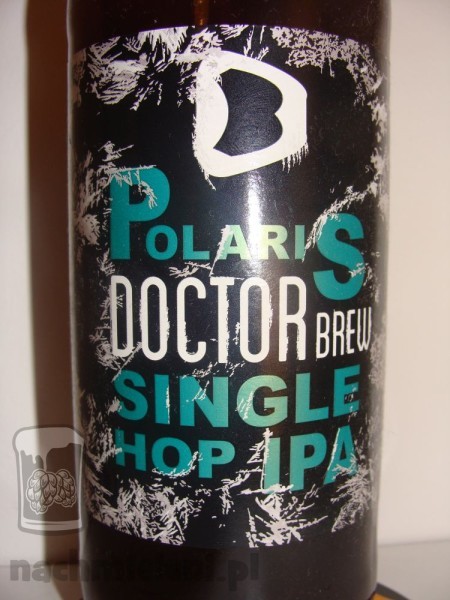 POLARIS
DOCTOR BREW
SINGLE
HOP IPA